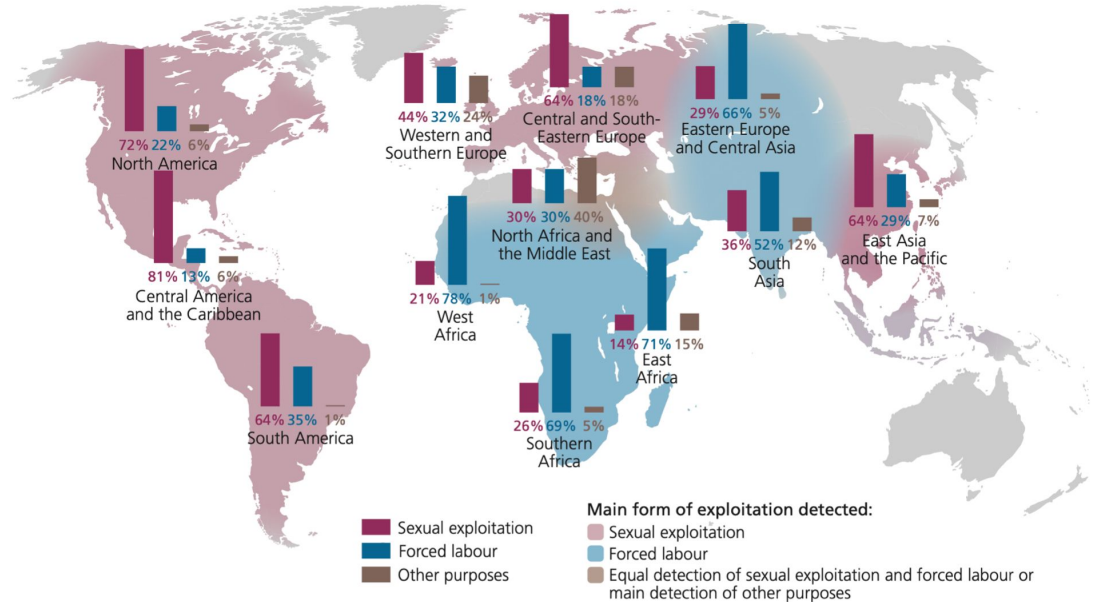 72% 22% 6%
North America
81% 13% 6%
Central America
and the Caribbean
64% 35% 1%
South America
44% 32% 24%
Western and
Southern Europe
64% 18% 18%
Central and South-
Eastern Europe
29% 66% 5%
Eastern Europe
and Central Asia
30% 30% 40%
North Africa and
the Middle East
21% 78% 1%
West
Africa
14% 71% 15%
East
Africa
26% 69% 5%
Southern
Africa
36% 52% 12%
South
Asia
64% 29% 7%
East Asia
and the Pacific
Sexual exploitation
Forced labour
Other purposes
Main form of exploitation detected:
Sexual exploitation
Forced labour
Equal detection of sexual exploitation and forced labour or
main detection of other purposes